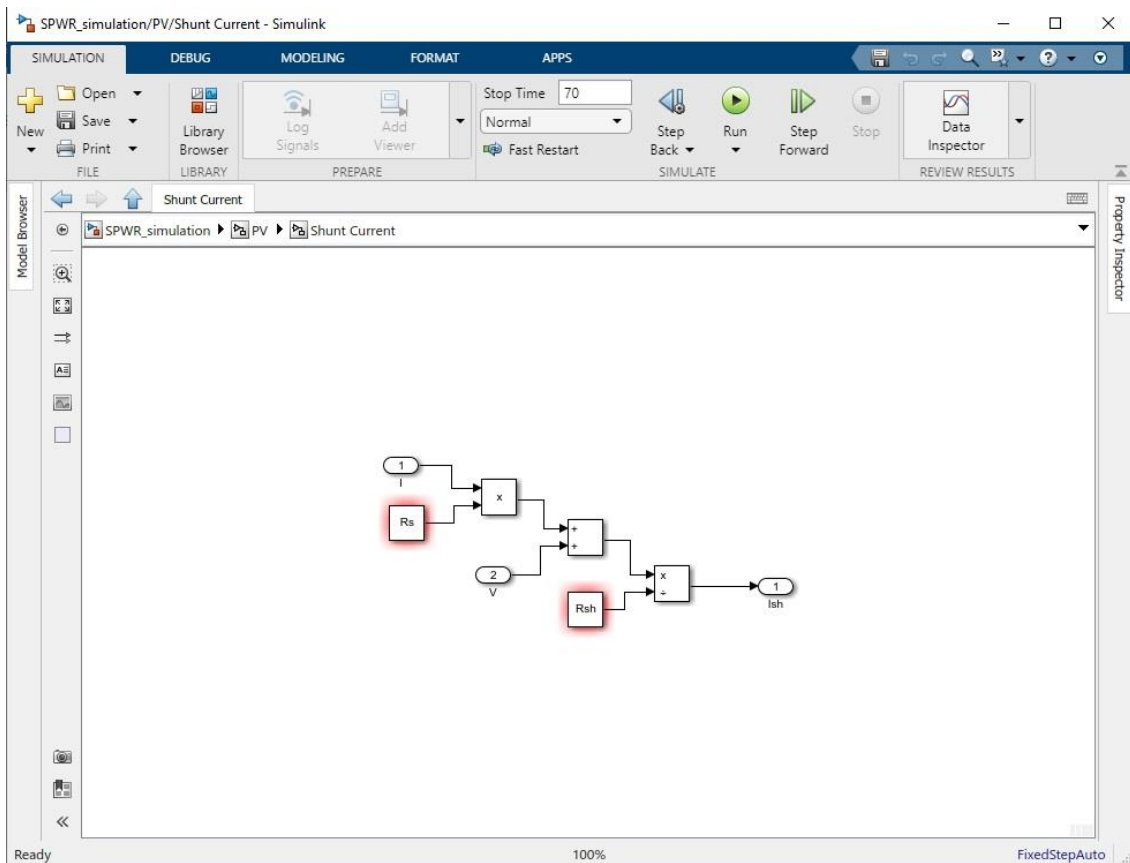 SPWR_simulation/PV/Shunt Current - Simulink
SIMULATION DEBUG MODELING FORMAT APPS
New
Open
Save
Print
FILE
Library Browser
LIBRARY
Log Signals
Add Viewer
PREPARE
Stop Time 70
Normal
Fast Restart
Step Back
Run
Step Forward
Stop
SIMULATE
Data Inspector
REVIEW RESULTS
Model Browser
Shunt Current
Property Inspector
SPWR_simulation PV Shunt Current
1
I
Rs
x
+
+
2
V
Rsh
x
÷
1
Ish
Ready 100% FixedStepAuto